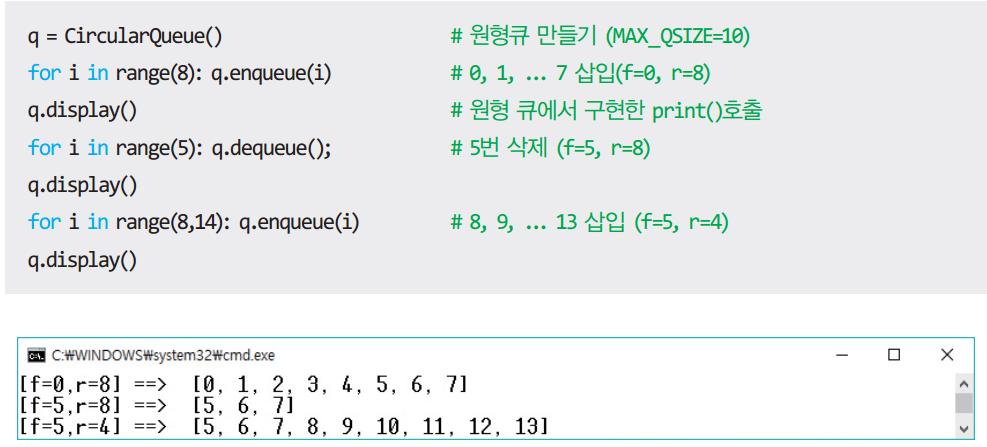 q = CircularQueue() # 원형큐 만들기 (MAX_QSIZE=10)
for i in range(8): q.enqueue(i) # 0, 1, … 7 삽입(f=0, r=8)
q.display() # 원형 큐에서 구현한 print()호출
for i in range(5): q.dequeue(); # 5번 삭제 (f=5, r=8)
q.display()
for i in range(8,14): q.enqueue(i) # 8, 9, … 13 삽입 (f=5, r=4)
q.display()
C:₩WINDOWS₩system32₩cmd.exe
[f=0,r=8] ==> [0, 1, 2, 3, 4, 5, 6, 7]
[f=5,r=8] ==> [5, 6, 7]
[f=5,r=4] ==> [5, 6, 7, 8, 9, 10, 11, 12, 13]